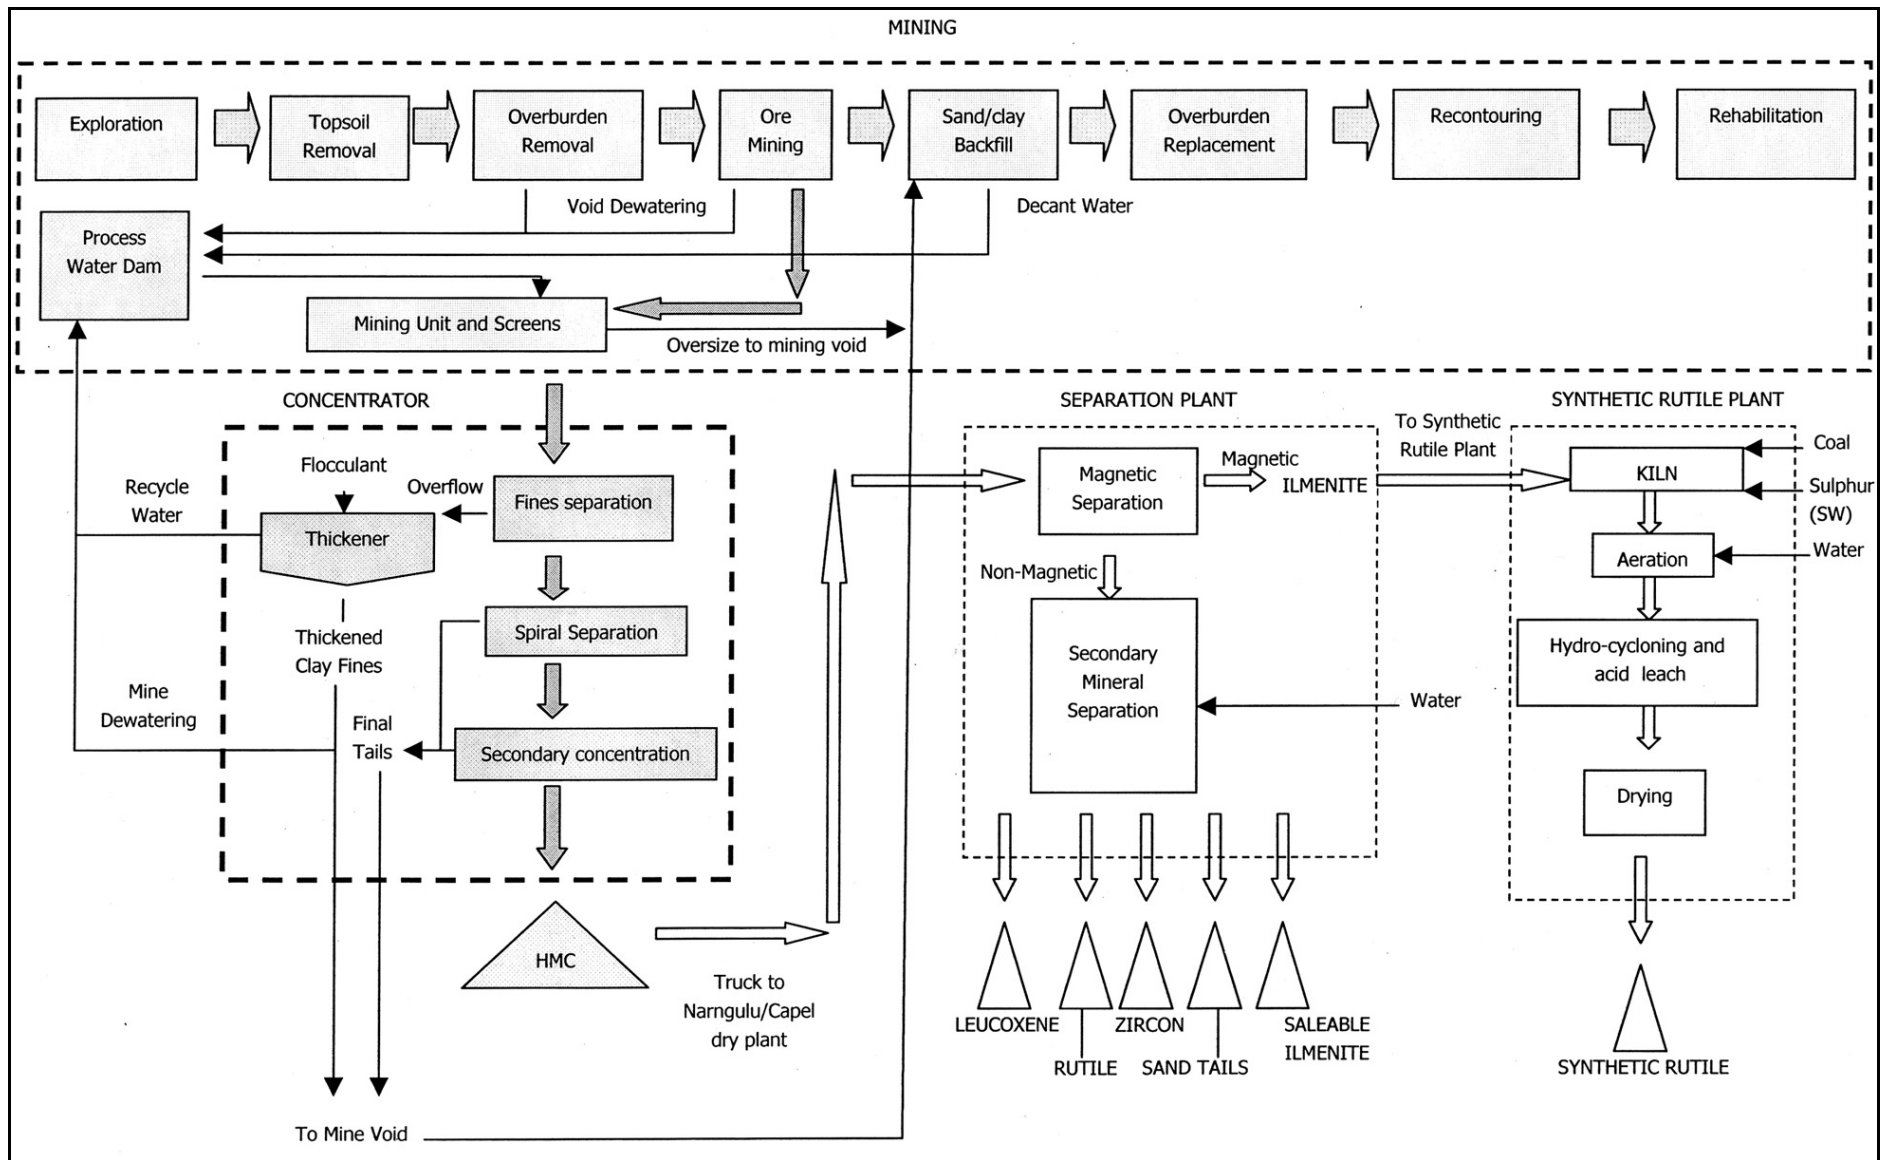 MINING
Exploration
Topsoil
Removal
Overburden
Removal
Ore
Mining
Sand/clay
Backfill
Overburden
Replacement
Recontouring
Rehabilitation
Void Dewatering
Decant Water
Process
Water Dam
Mining Unit and Screens
Oversize to mining void
CONCENTRATOR
Flocculant
Recycle
Water
Overflow
Fines separation
Thickener
Thickened
Clay Fines
Spiral Separation
Mine
Dewatering
Final
Tails
Secondary concentration
HMC
Truck to
Narngulu/Capel
dry plant
To Mine Void
SEPARATION PLANT
Magnetic
Separation
Magnetic
ILMENITE
To Synthetic
Rutile Plant
Non-Magnetic
Secondary
Mineral
Separation
Water
LEUCOXENE
RUTILE
ZIRCON
SAND TAILS
SALEABLE
ILMENITE
SYNTHETIC RUTILE PLANT
KILN
Coal
Sulphur
(SW)
Aeration
Water
Hydro-cycloning and
acid leach
Drying
SYNTHETIC RUTILE